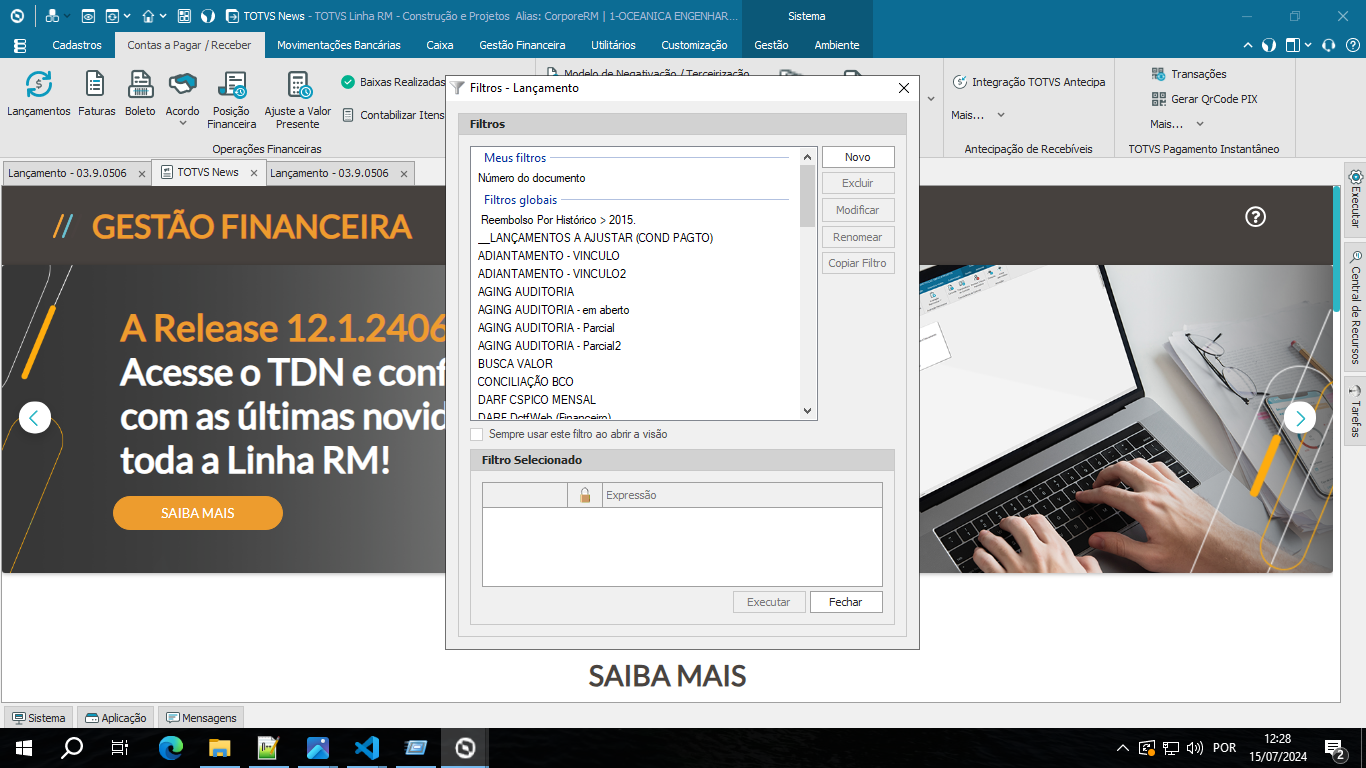 TOTVS News - TOTVS Linha RM - Construção e Projetos Alias: CorporeRM | 1-OCEANICA ENGENHAR...
Sistema
Cadastros
Contas a Pagar / Receber
Movimentações Bancárias
Caixa
Gestão Financeira
Utilitários
Customização
Gestão
Ambiente
Lançamentos
Faturas
Boleto
Acordo
Posição Financeira
Ajuste a Valor Presente
Baixas Realizadas
Contabilizar Itens
Operações Financeiras
Modelo de Negativação / Terceirização
Integração TOTVS Antecipa
Mais...
Antecipação de Recebíveis
Transações
Gerar QrCode PIX
Mais...
TOTVS Pagamento Instantâneo
Lançamento - 03.9.0506
TOTVS News
Lançamento - 03.9.0506
// GESTÃO FINANCEIRA
A Release 12.1.2406
Acesse o TDN e conf
com as últimas novid
toda a Linha RM!
SAIBA MAIS
Filtros - Lançamento
Filtros
Meus filtros
Número do documento
Filtros globais
Reembolso Por Histórico > 2015.
__LANÇAMENTOS A AJUSTAR (COND PAGTO)
ADIANTAMENTO - VINCULO
ADIANTAMENTO - VINCULO2
AGING AUDITORIA
AGING AUDITORIA - em aberto
AGING AUDITORIA - Parcial
AGING AUDITORIA - Parcial2
BUSCA VALOR
CONCILIAÇÃO BCO
DARF CSPICO MENSAL
DARF DctfWeb (Financeiro)
Novo
Excluir
Modificar
Renomear
Copiar Filtro
Sempre usar este filtro ao abrir a visão
Filtro Selecionado
Expressão
Executar
Fechar
SAIBA MAIS
Executar
Central de Recursos
Tarefas
Sistema
Aplicação
Mensagens
POR
12:28
15/07/2024
2